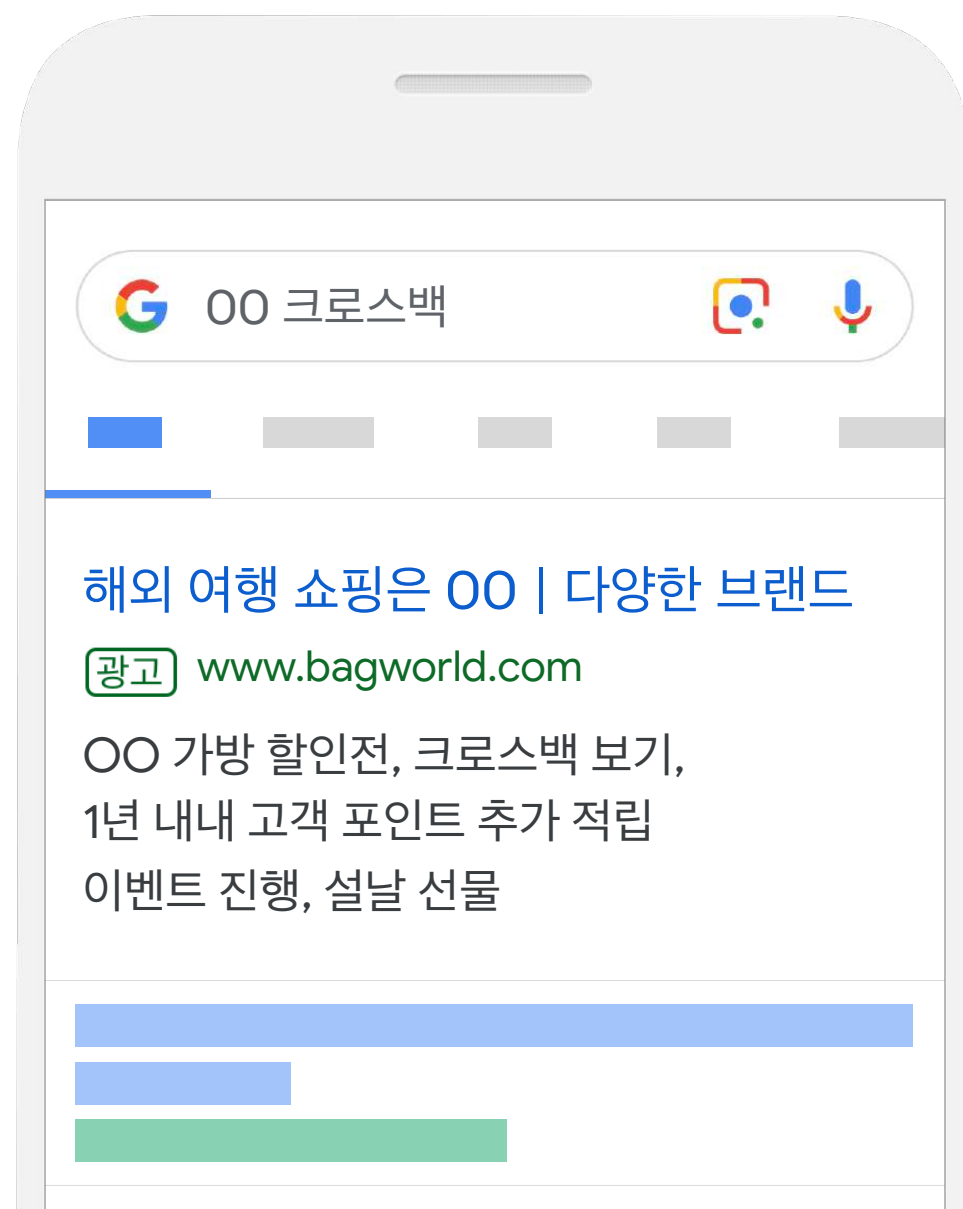 OO 크로스백
해외 여행 쇼핑은 OO | 다양한 브랜드
광고 www.bagworld.com
OO 가방 할인전, 크로스백 보기,
1년 내내 고객 포인트 추가 적립
이벤트 진행, 설날 선물